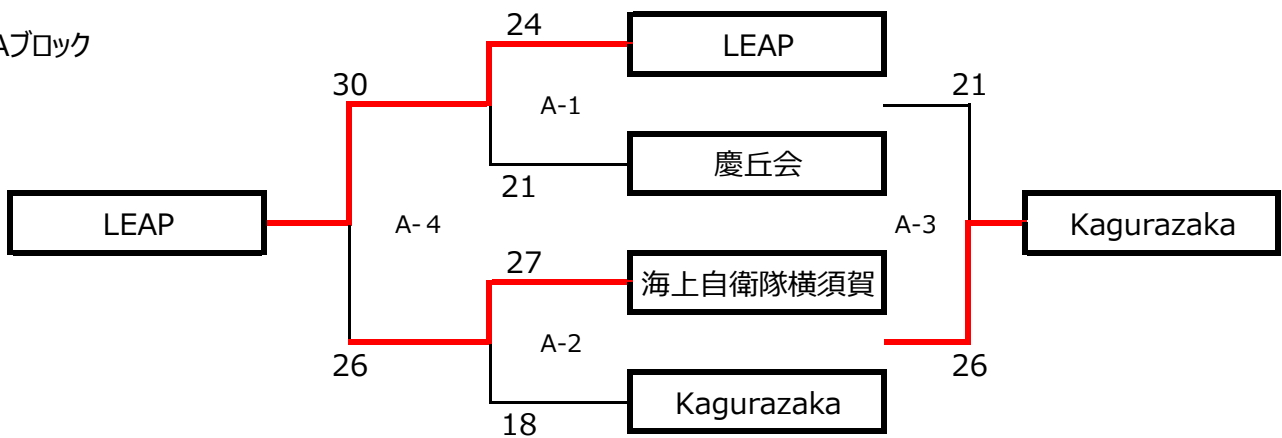 24
LEAP
Aブロック
30
21
A-1
慶丘会
21
LEAP
A-４
A-3
Kagurazaka
27
海上自衛隊横須賀
A-2
26
26
Kagurazaka
18